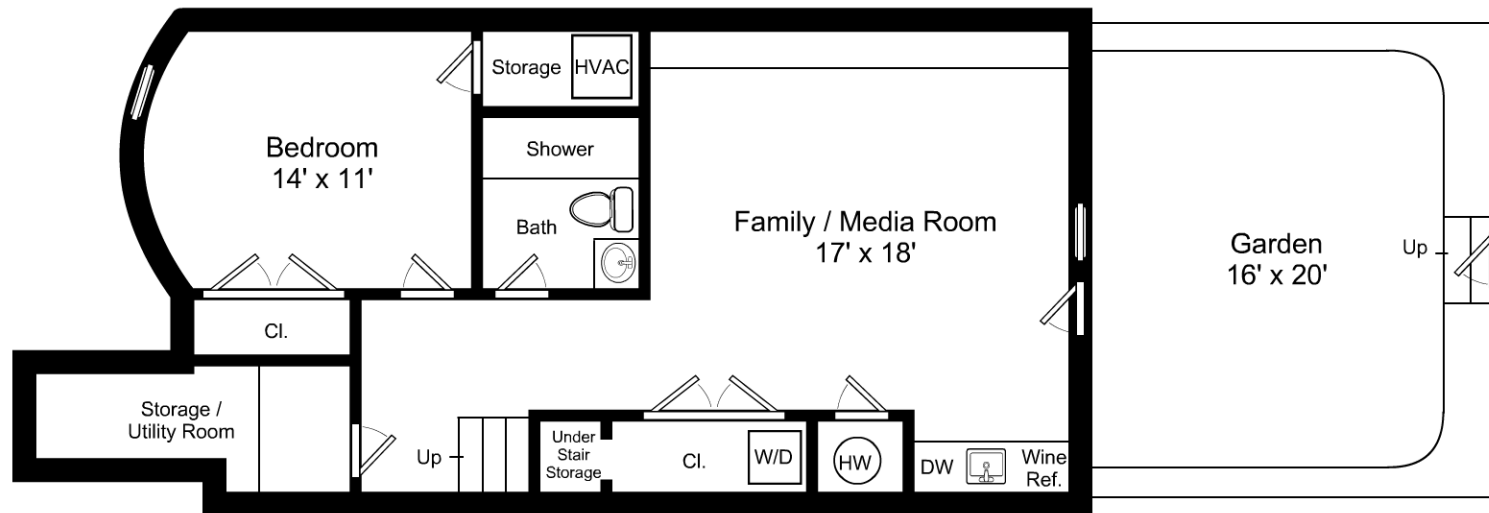 Storage
HVAC
Bedroom
14' x 11'
Shower
Bath
Family / Media Room
17' x 18'
Garden
16' x 20'
Up
Cl.
Storage /
Utility Room
Up
Under
Stair
Storage
Cl.
W/D
HW
DW
Wine
Ref.